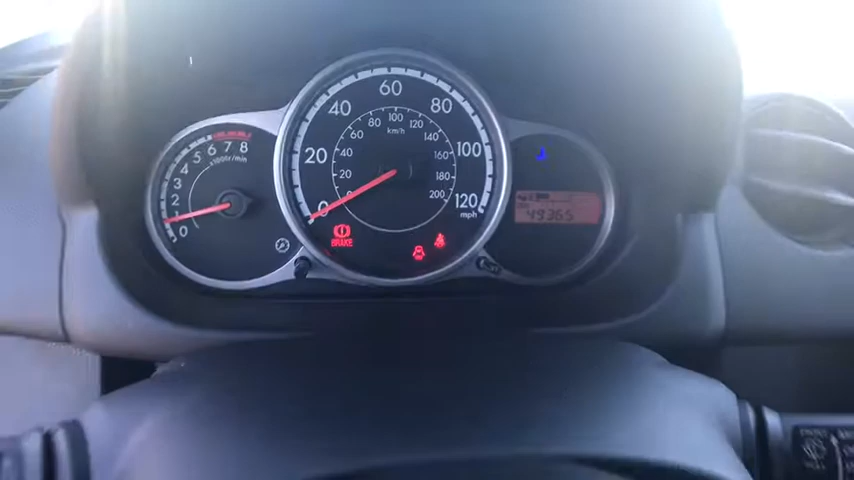 0 1 2 3 4 5 6 7 8
x1000r/min
0 20 40 60 80 100 120
mph
20 40 60 80 100 120 140 160 180 200
km/h
BRAKE
49365